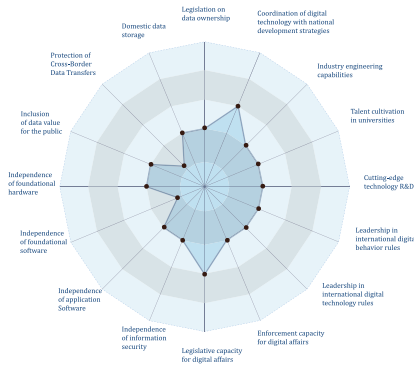 Legislation on
data ownership
Coordination of digital
technology with national
development strategies
Industry engineering
capabilities
Talent cultivation
in universities
Cutting-edge
technology R&D
Leadership in
international digita
behavior rules
Leadership in
international digital
technology rules
Enforcement capacity
for digital affairs
Legislative capacity
for digital affairs
Independence
of information
security
Independence
of application
Software
Independence
of foundational
software
Independence
of foundational
hardware
Inclusion
of data value
for the public
Protection of
Cross-Border
Data Transfers
Domestic data
storage